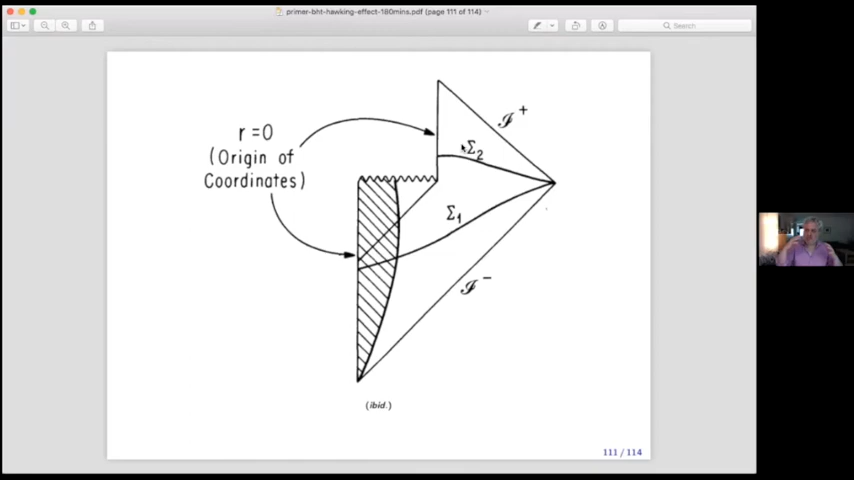 primer-bht-hawking-effect-180mins.pdf (page 111 of 114)
Search
r=0
(Origin of
Coordinates)
𝓘+
Σ2
Σ1
𝓘−
(ibid.)
111 / 114